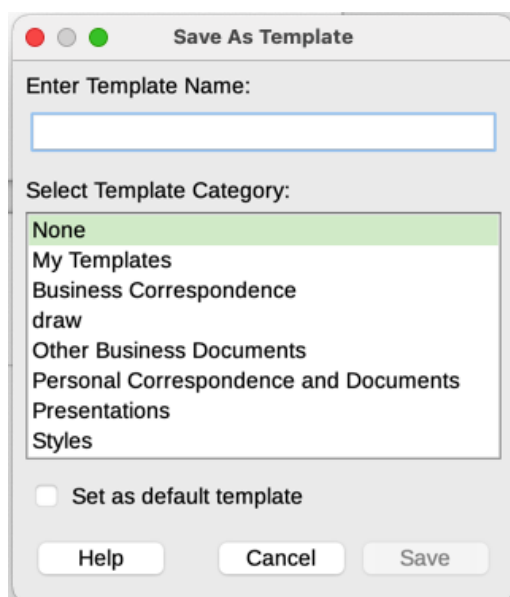 Save As Template
Enter Template Name:
Select Template Category:
None
My Templates
Business Correspondence
draw
Other Business Documents
Personal Correspondence and Documents
Presentations
Styles
Set as default template
Help Cancel Save